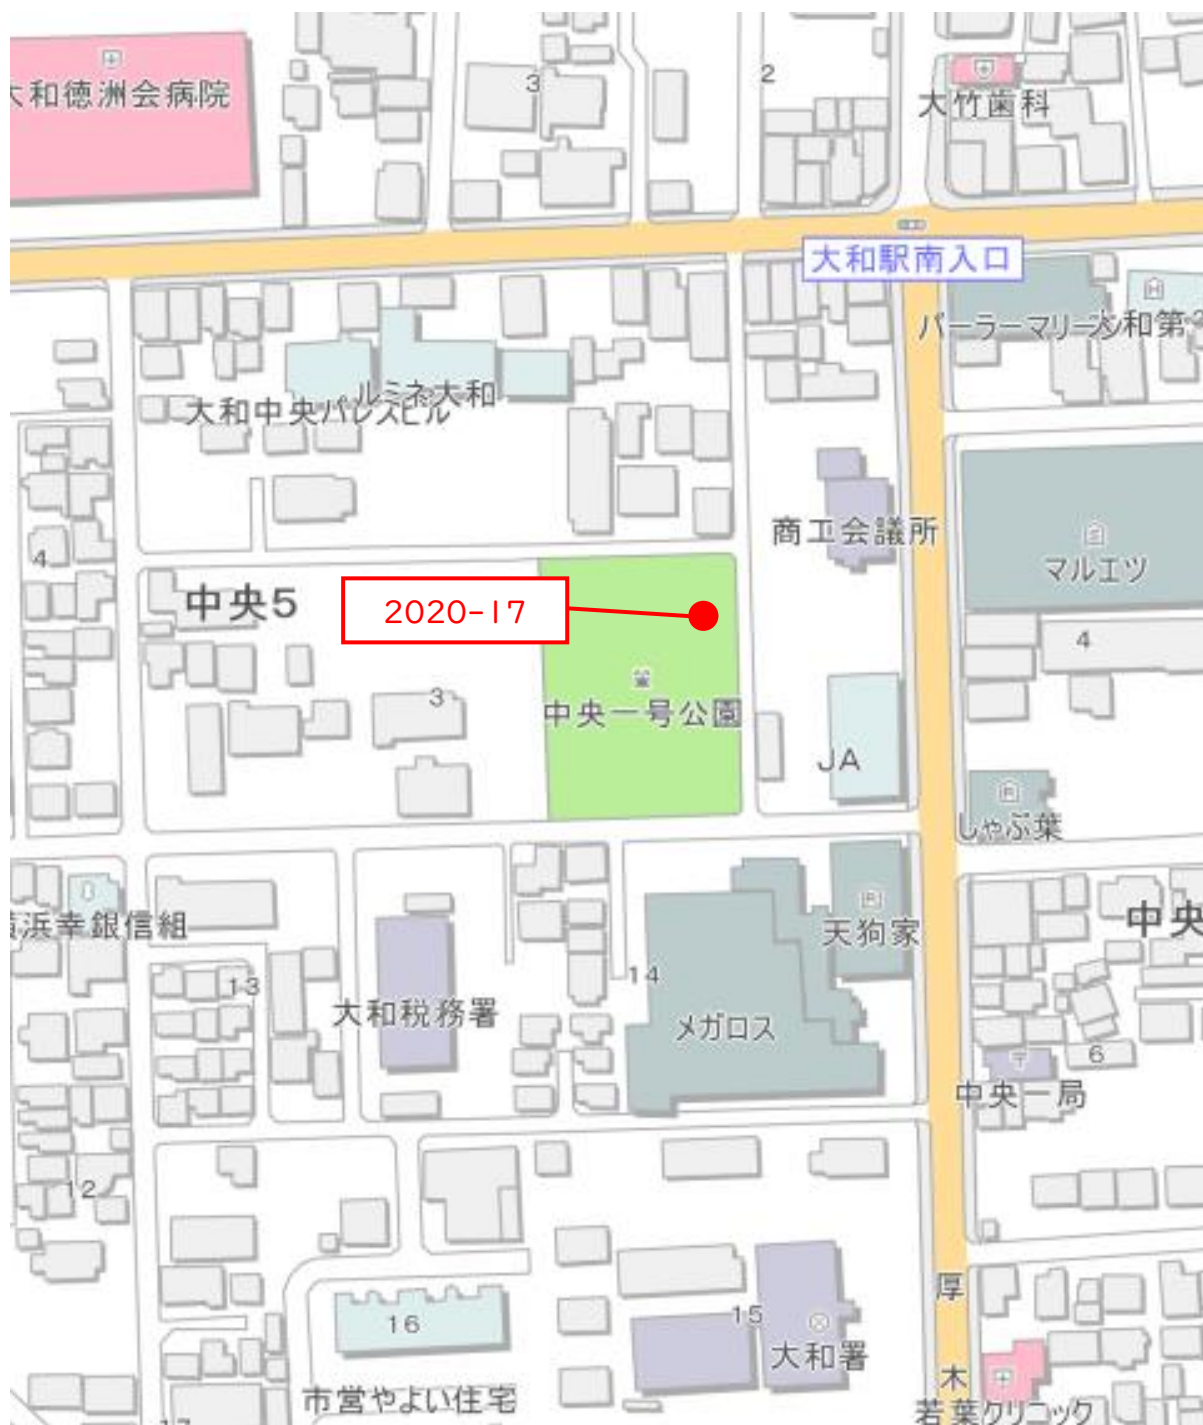 大和徳洲会病院
3
2
大竹歯科
大和駅南入口
パーラーマリーン
大和第2
ルミネ大和
大和中央パレスビル
商工会議所
4
マルエツ
中央5
2020-17
4
3
中央一号公園
JA
しゃぶ葉
横浜幸銀信組
天狗家
中央
13
14
大和税務署
メガロス
6
中央一局
12
厚
木
16
15
大和署
市営やよい住宅
若葉クリニック
17